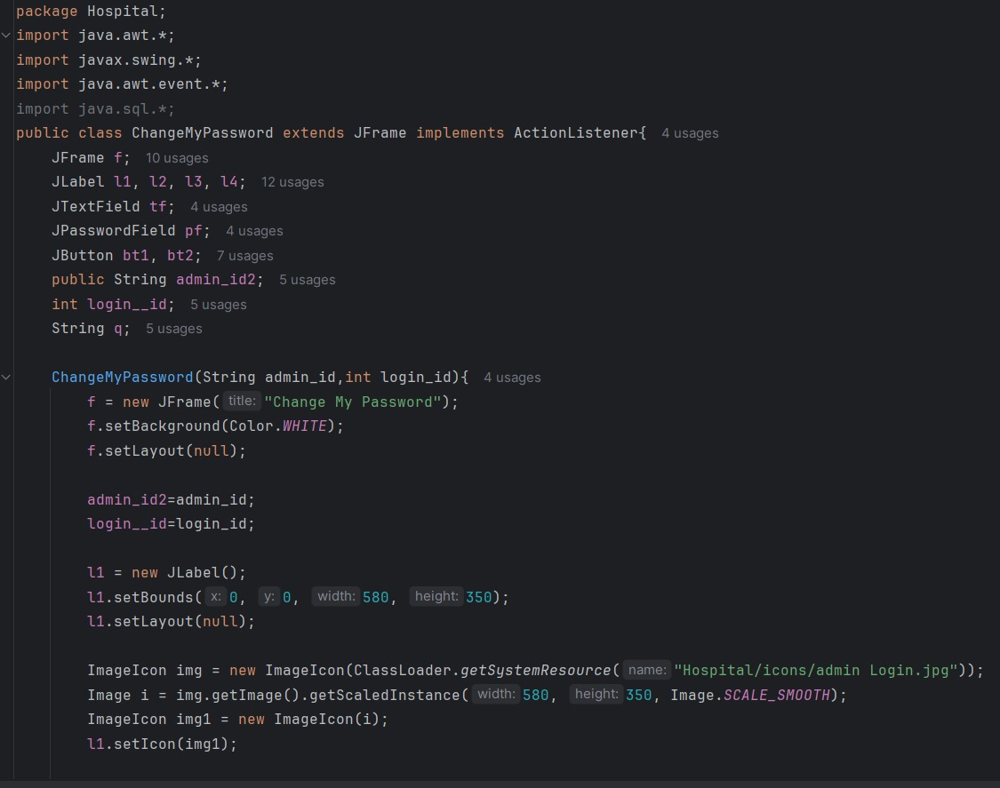 package Hospital;
import java.awt.*;
import javax.swing.*;
import java.awt.event.*;
import java.sql.*;
public class ChangeMyPassword extends JFrame implements ActionListener{ 4 usages
JFrame f; 10 usages
JLabel l1, l2, l3, l4; 12 usages
JTextField tf; 4 usages
JPasswordField pf; 4 usages
JButton bt1, bt2; 7 usages
public String admin_id2; 5 usages
int login__id; 5 usages
String q; 5 usages
ChangeMyPassword(String admin_id,int login_id){ 4 usages
f = new JFrame( title: "Change My Password");
f.setBackground(Color.WHITE);
f.setLayout(null);
admin_id2=admin_id;
login__id=login_id;
l1 = new JLabel();
l1.setBounds( x: 0, y: 0, width: 580, height: 350);
l1.setLayout(null);
ImageIcon img = new ImageIcon(ClassLoader.getSystemResource( name: "Hospital/icons/admin Login.jpg"));
Image i = img.getImage().getScaledInstance( width: 580, height: 350, Image.SCALE_SMOOTH);
ImageIcon img1 = new ImageIcon(i);
l1.setIcon(img1);